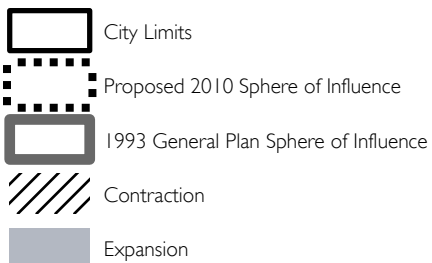 City Limits
Proposed 2010 Sphere of Influence
1993 General Plan Sphere of Influence
Contraction
Expansion